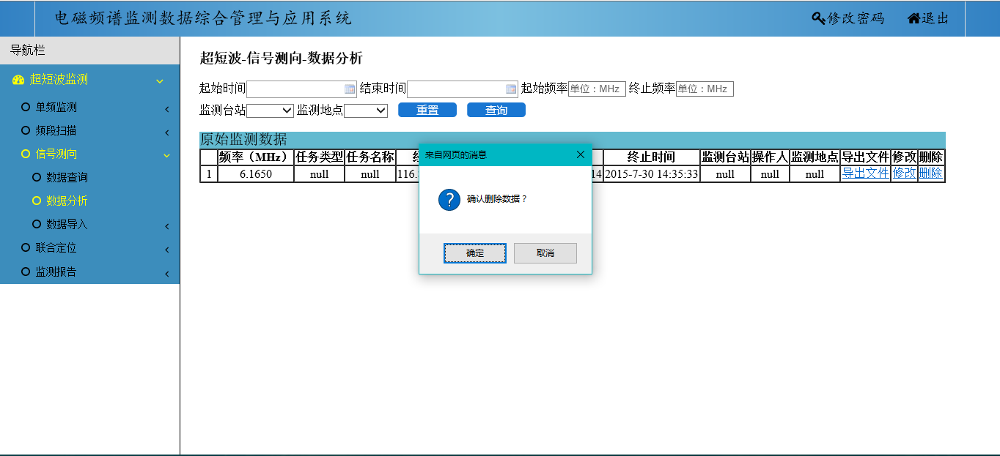 电磁频谱监测数据综合管理与应用系统
修改密码 退出
导航栏
超短波监测
单频监测
频段扫描
信号测向
数据查询
数据分析
数据导入
联合定位
监测报告
超短波-信号测向-数据分析
起始时间 结束时间 起始频率 单位：MHz 终止频率 单位：MHz
监测台站 监测地点 重置 查询
原始监测数据
频率（MHz） 任务类型 任务名称 终止时间 监测台站 操作人 监测地点 导出文件 修改 删除
1 6.1650 null null 116. 14 2015-7-30 14:35:33 null null null 导出文件 修改 删除
来自网页的消息
确认删除数据？
确定 取消